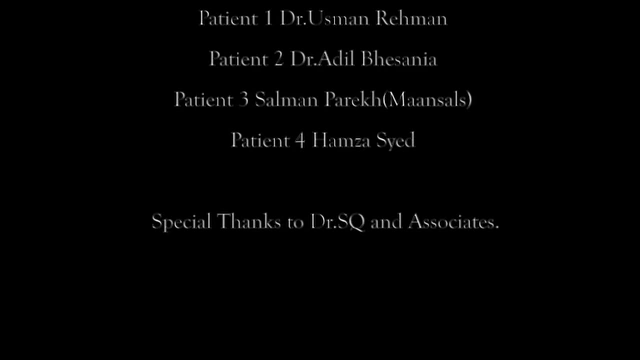 Patient 1 Dr.Usman Rehman
Patient 2 Dr.Adil Bhesania
Patient 3 Salman Parekh(Maansals)
Patient 4 Hamza Syed
Special Thanks to Dr.SQ and Associates.